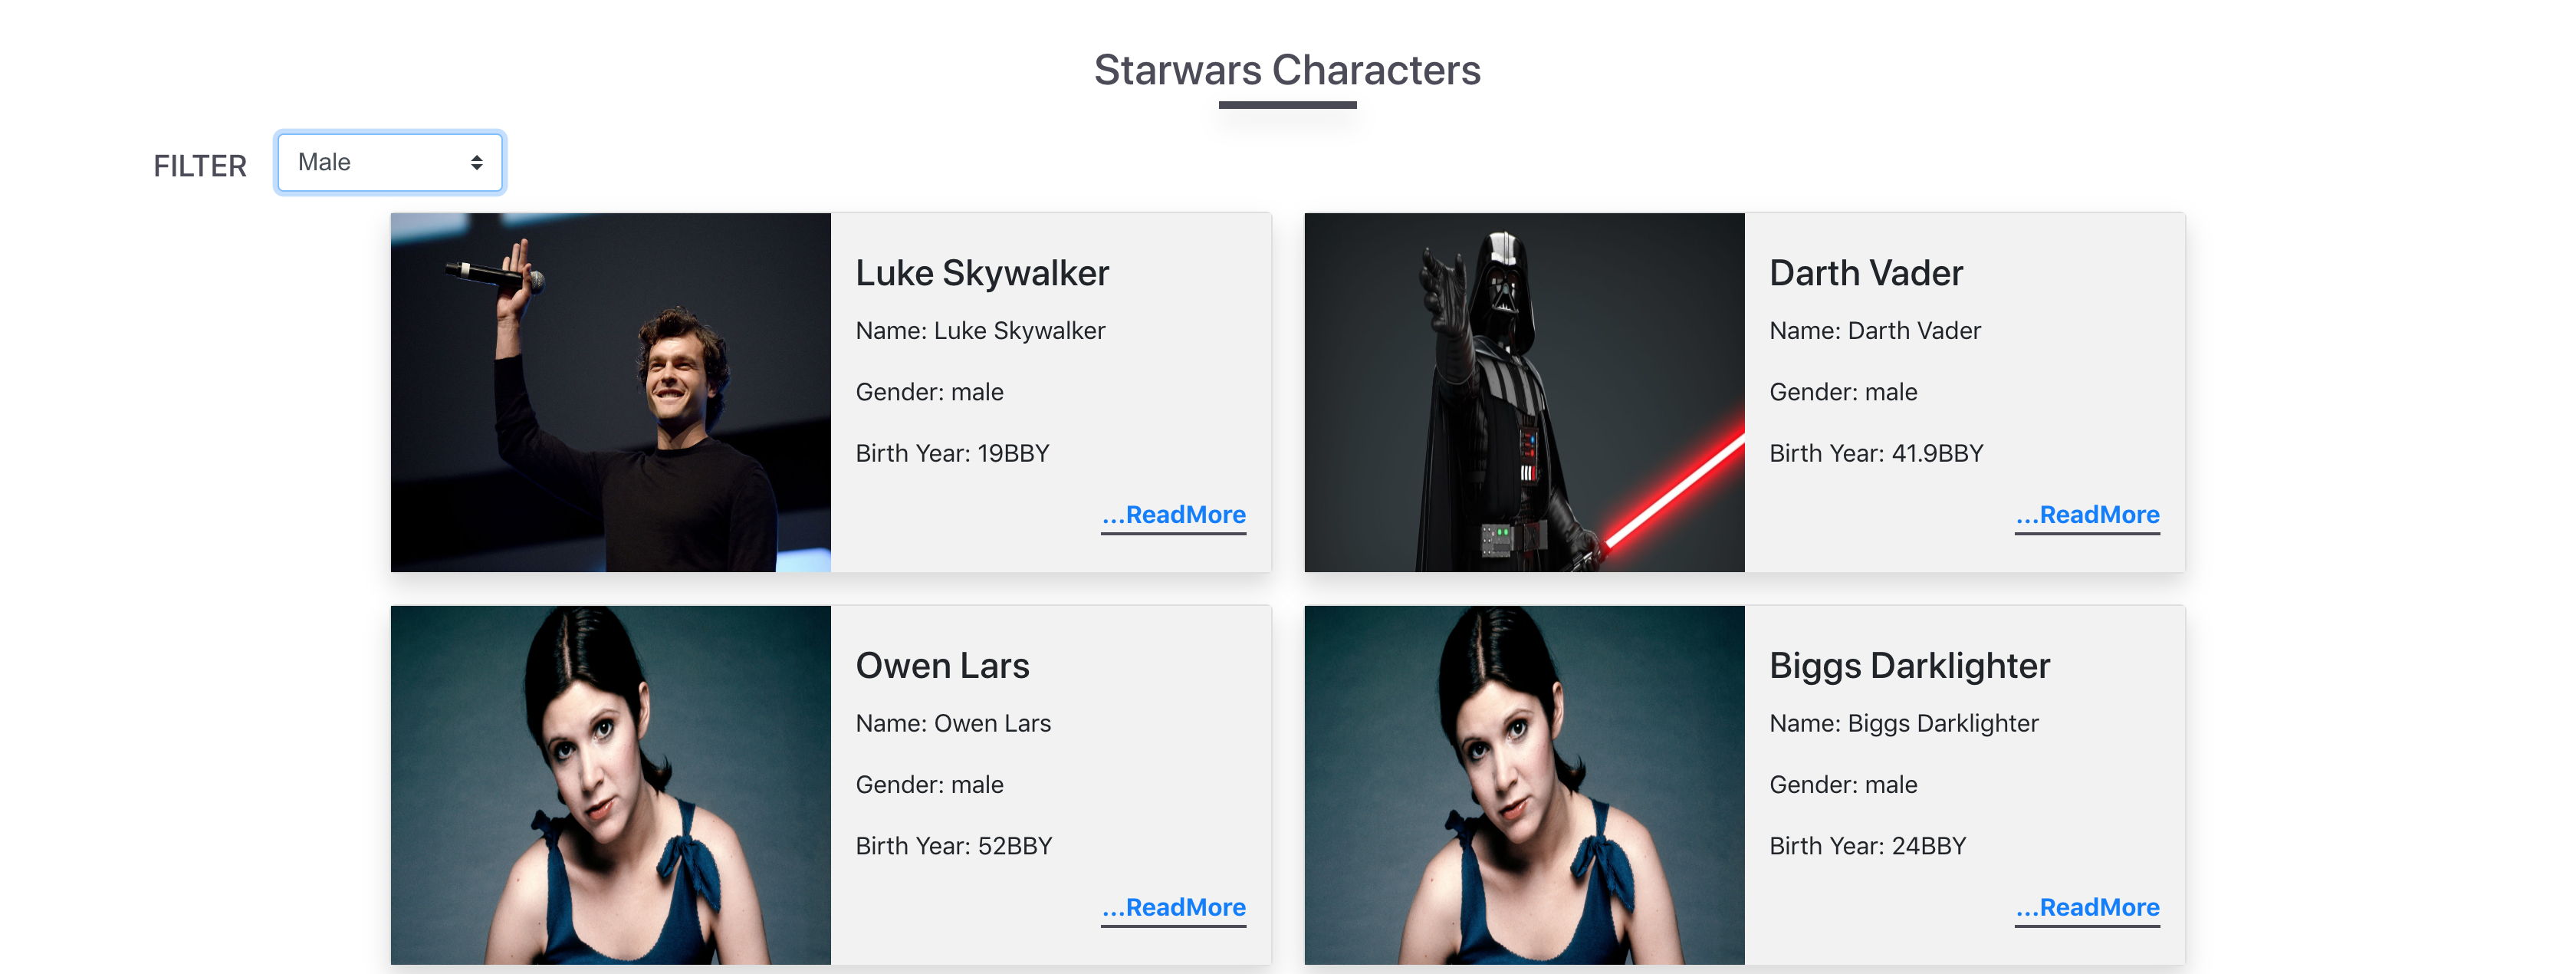 Starwars Characters
FILTER Male
Luke Skywalker
Name: Luke Skywalker
Gender: male
Birth Year: 19BBY
...ReadMore
Darth Vader
Name: Darth Vader
Gender: male
Birth Year: 41.9BBY
...ReadMore
Owen Lars
Name: Owen Lars
Gender: male
Birth Year: 52BBY
...ReadMore
Biggs Darklighter
Name: Biggs Darklighter
Gender: male
Birth Year: 24BBY
...ReadMore